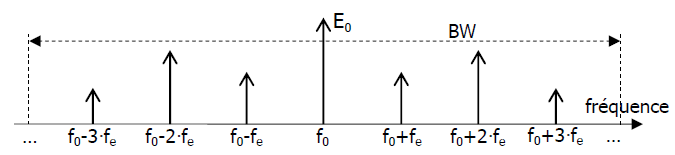 E₀
BW
fréquence
... f₀-3·fₑ f₀-2·fₑ f₀-fₑ f₀ f₀+fₑ f₀+2·fₑ f₀+3·fₑ ...